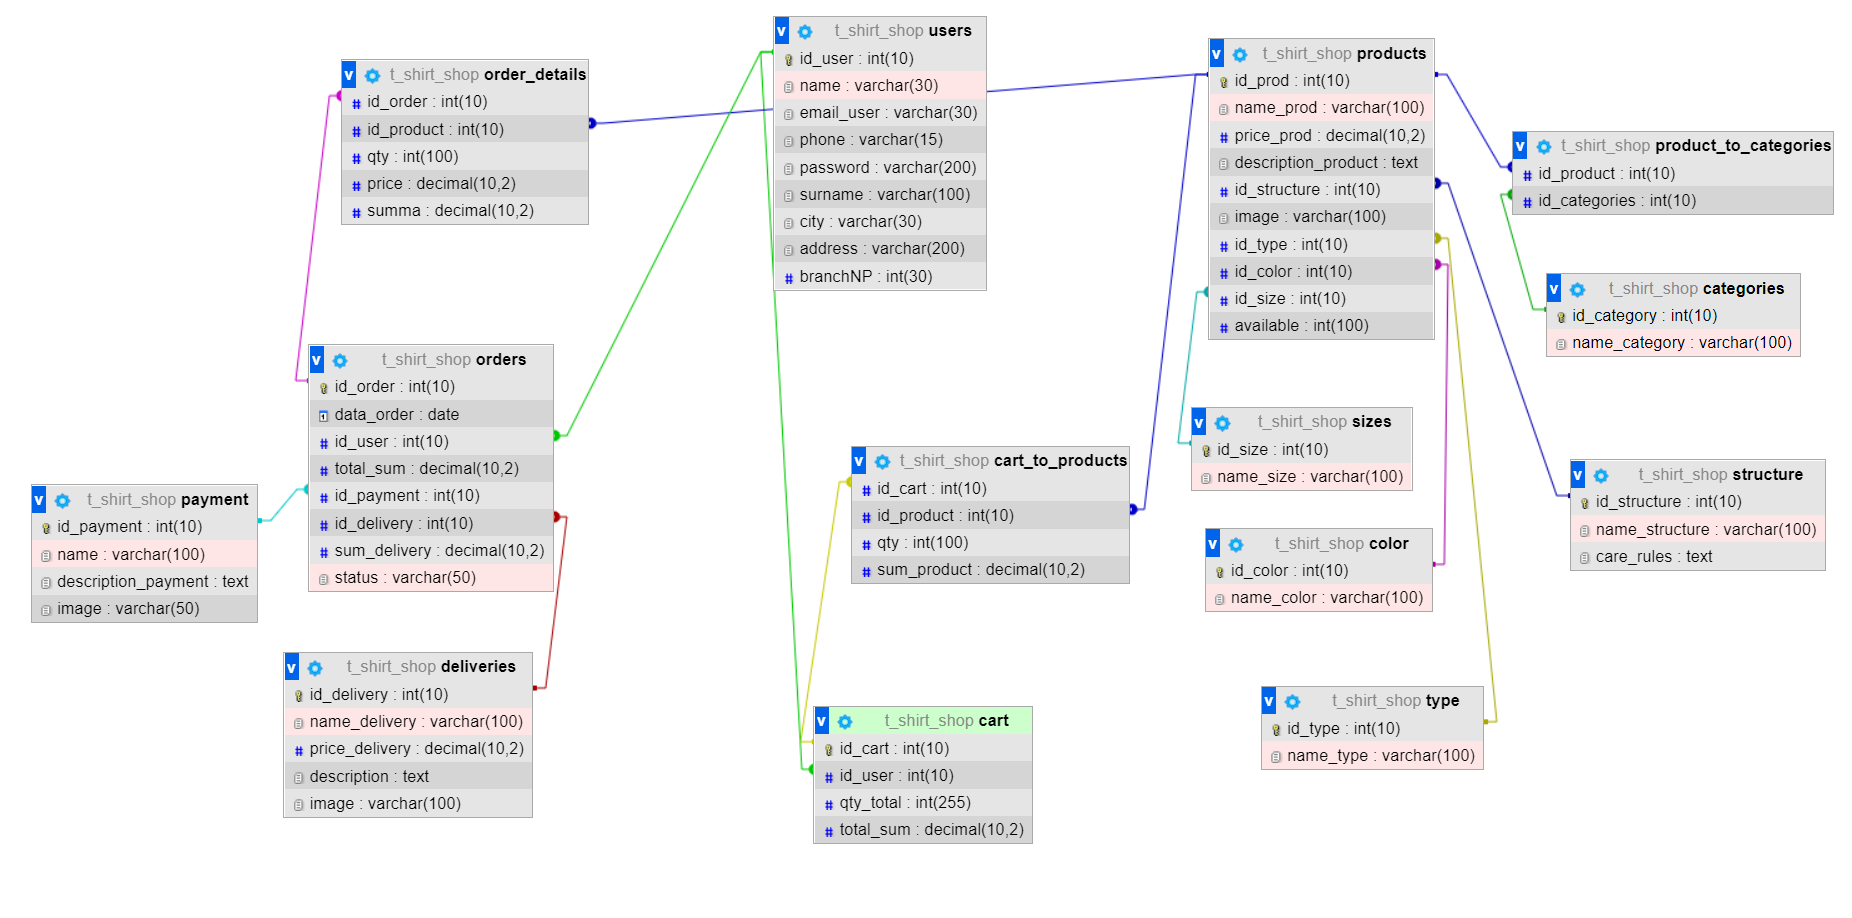 v t_shirt_shop order_details
id_order : int(10)
id_product : int(10)
qty : int(100)
price : decimal(10,2)
summa : decimal(10,2)
v t_shirt_shop users
id_user : int(10)
name : varchar(30)
email_user : varchar(30)
phone : varchar(15)
password : varchar(200)
surname : varchar(100)
city : varchar(30)
address : varchar(200)
branchNP : int(30)
v t_shirt_shop products
id_prod : int(10)
name_prod : varchar(100)
price_prod : decimal(10,2)
description_product : text
id_structure : int(10)
image : varchar(100)
id_type : int(10)
id_color : int(10)
id_size : int(10)
available : int(100)
v t_shirt_shop product_to_categories
id_product : int(10)
id_categories : int(10)
v t_shirt_shop categories
id_category : int(10)
name_category : varchar(100)
v t_shirt_shop orders
id_order : int(10)
data_order : date
id_user : int(10)
total_sum : decimal(10,2)
id_payment : int(10)
id_delivery : int(10)
sum_delivery : decimal(10,2)
status : varchar(50)
v t_shirt_shop payment
id_payment : int(10)
name : varchar(100)
description_payment : text
image : varchar(50)
v t_shirt_shop deliveries
id_delivery : int(10)
name_delivery : varchar(100)
price_delivery : decimal(10,2)
description : text
image : varchar(100)
v t_shirt_shop cart_to_products
id_cart : int(10)
id_product : int(10)
qty : int(100)
sum_product : decimal(10,2)
v t_shirt_shop cart
id_cart : int(10)
id_user : int(10)
qty_total : int(255)
total_sum : decimal(10,2)
v t_shirt_shop sizes
id_size : int(10)
name_size : varchar(100)
v t_shirt_shop color
id_color : int(10)
name_color : varchar(100)
v t_shirt_shop structure
id_structure : int(10)
name_structure : varchar(100)
care_rules : text
v t_shirt_shop type
id_type : int(10)
name_type : varchar(100)